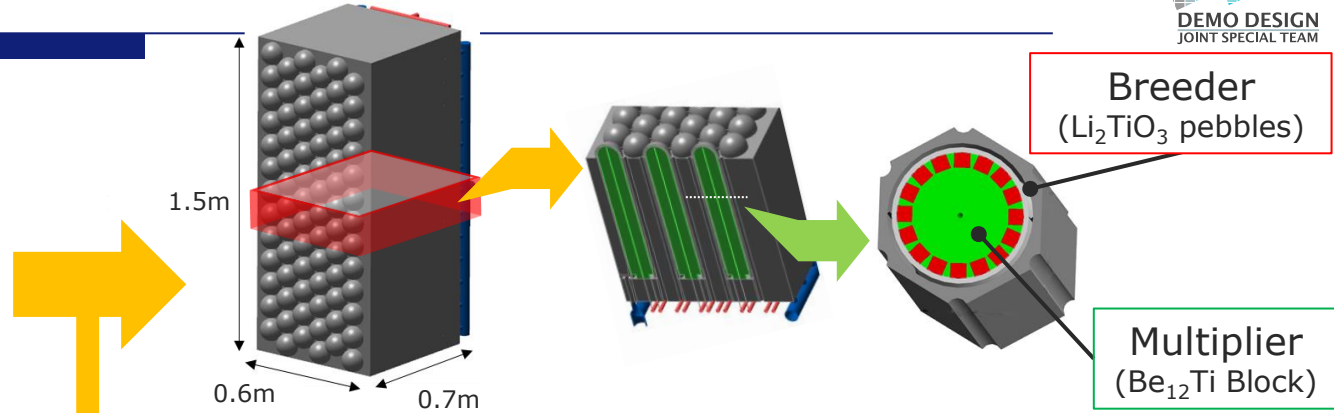 DEMO DESIGN
JOINT SPECIAL TEAM
Breeder
(Li₂TiO₃ pebbles)
1.5m
0.6m
0.7m
Multiplier
(Be₁₂Ti Block)